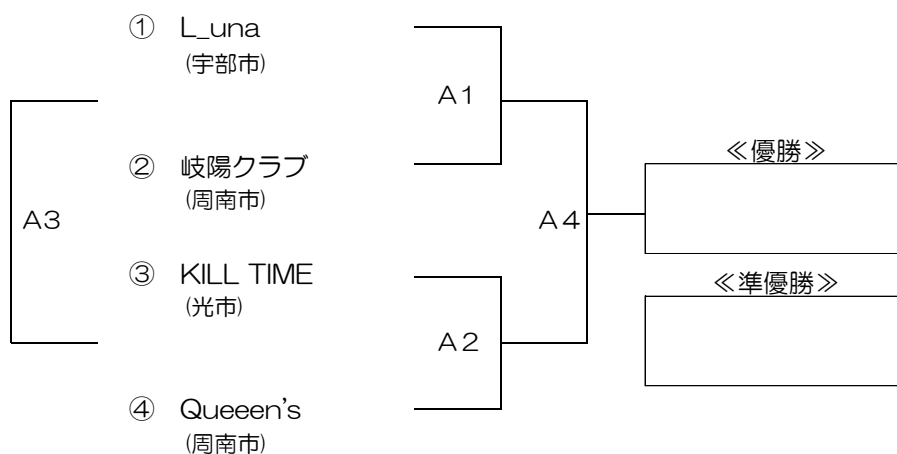 ① L_una
(宇部市)
A1
② 岐陽クラブ
(周南市)
≪優勝≫
A3
A4
③ KILL TIME
(光市)
≪準優勝≫
A2
④ Queeen's
(周南市)